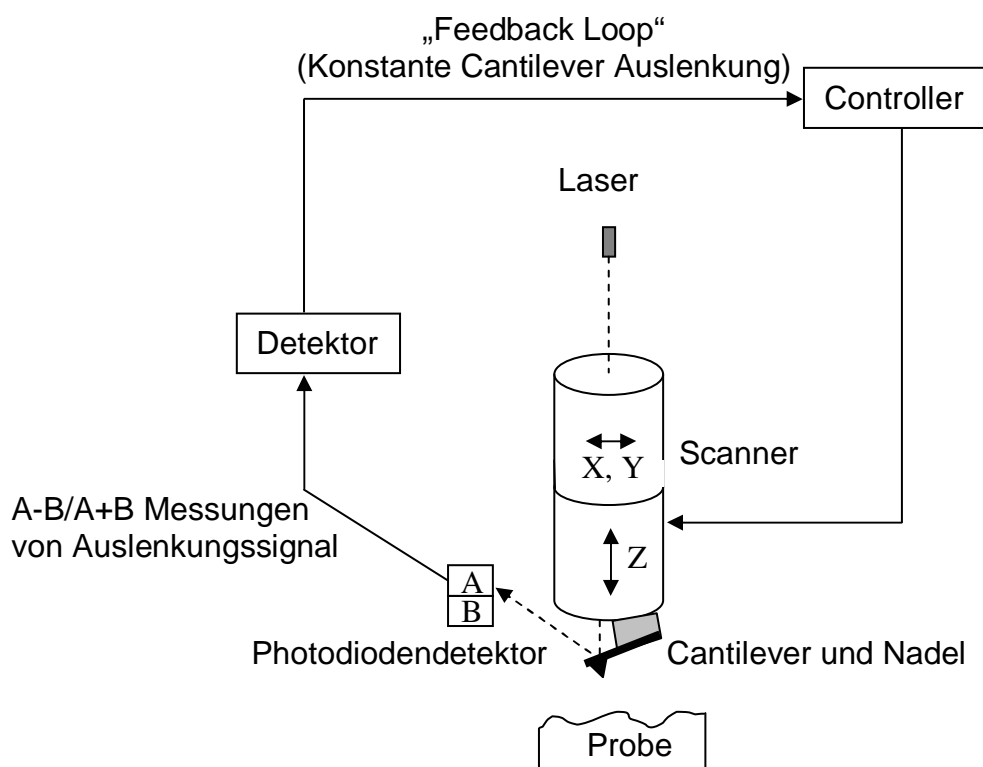 „Feedback Loop“
(Konstante Cantilever Auslenkung)
Controller
Laser
Detektor
X, Y
Scanner
A-B/A+B Messungen
von Auslenkungssignal
Z
A
B
Photodiodendetektor
Cantilever und Nadel
Probe